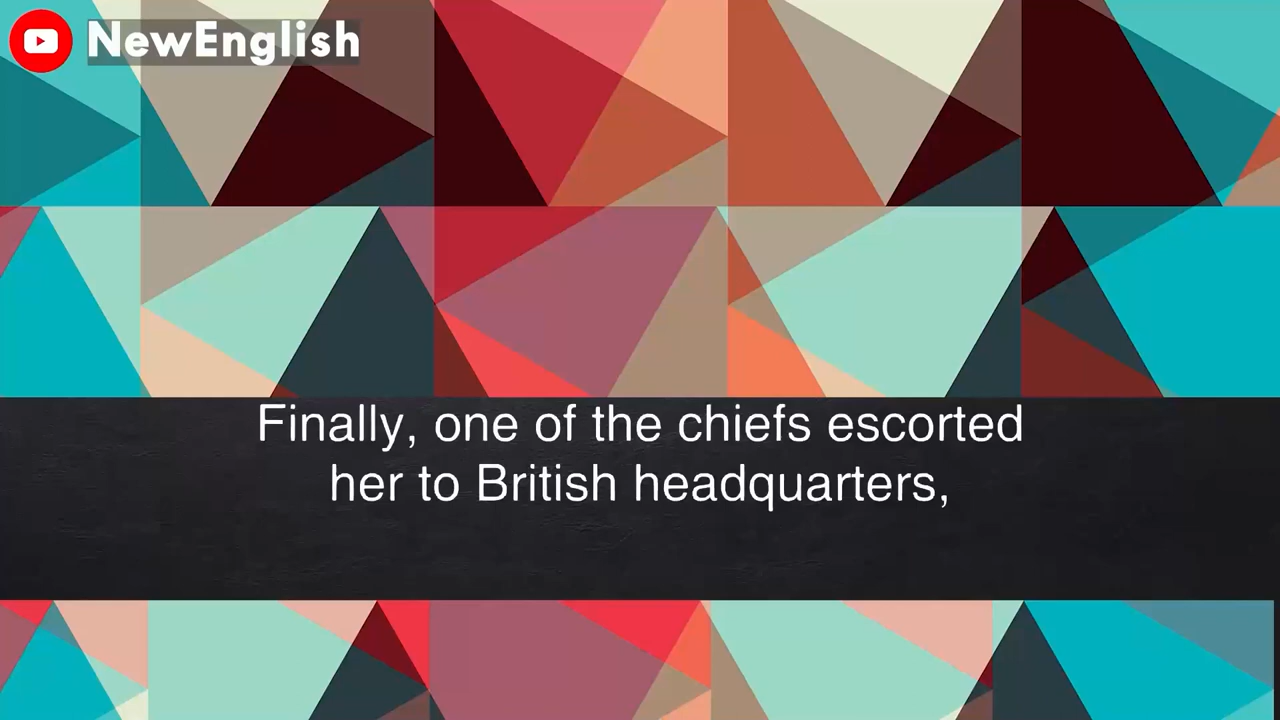 NewEnglish
Finally, one of the chiefs escorted
her to British headquarters,